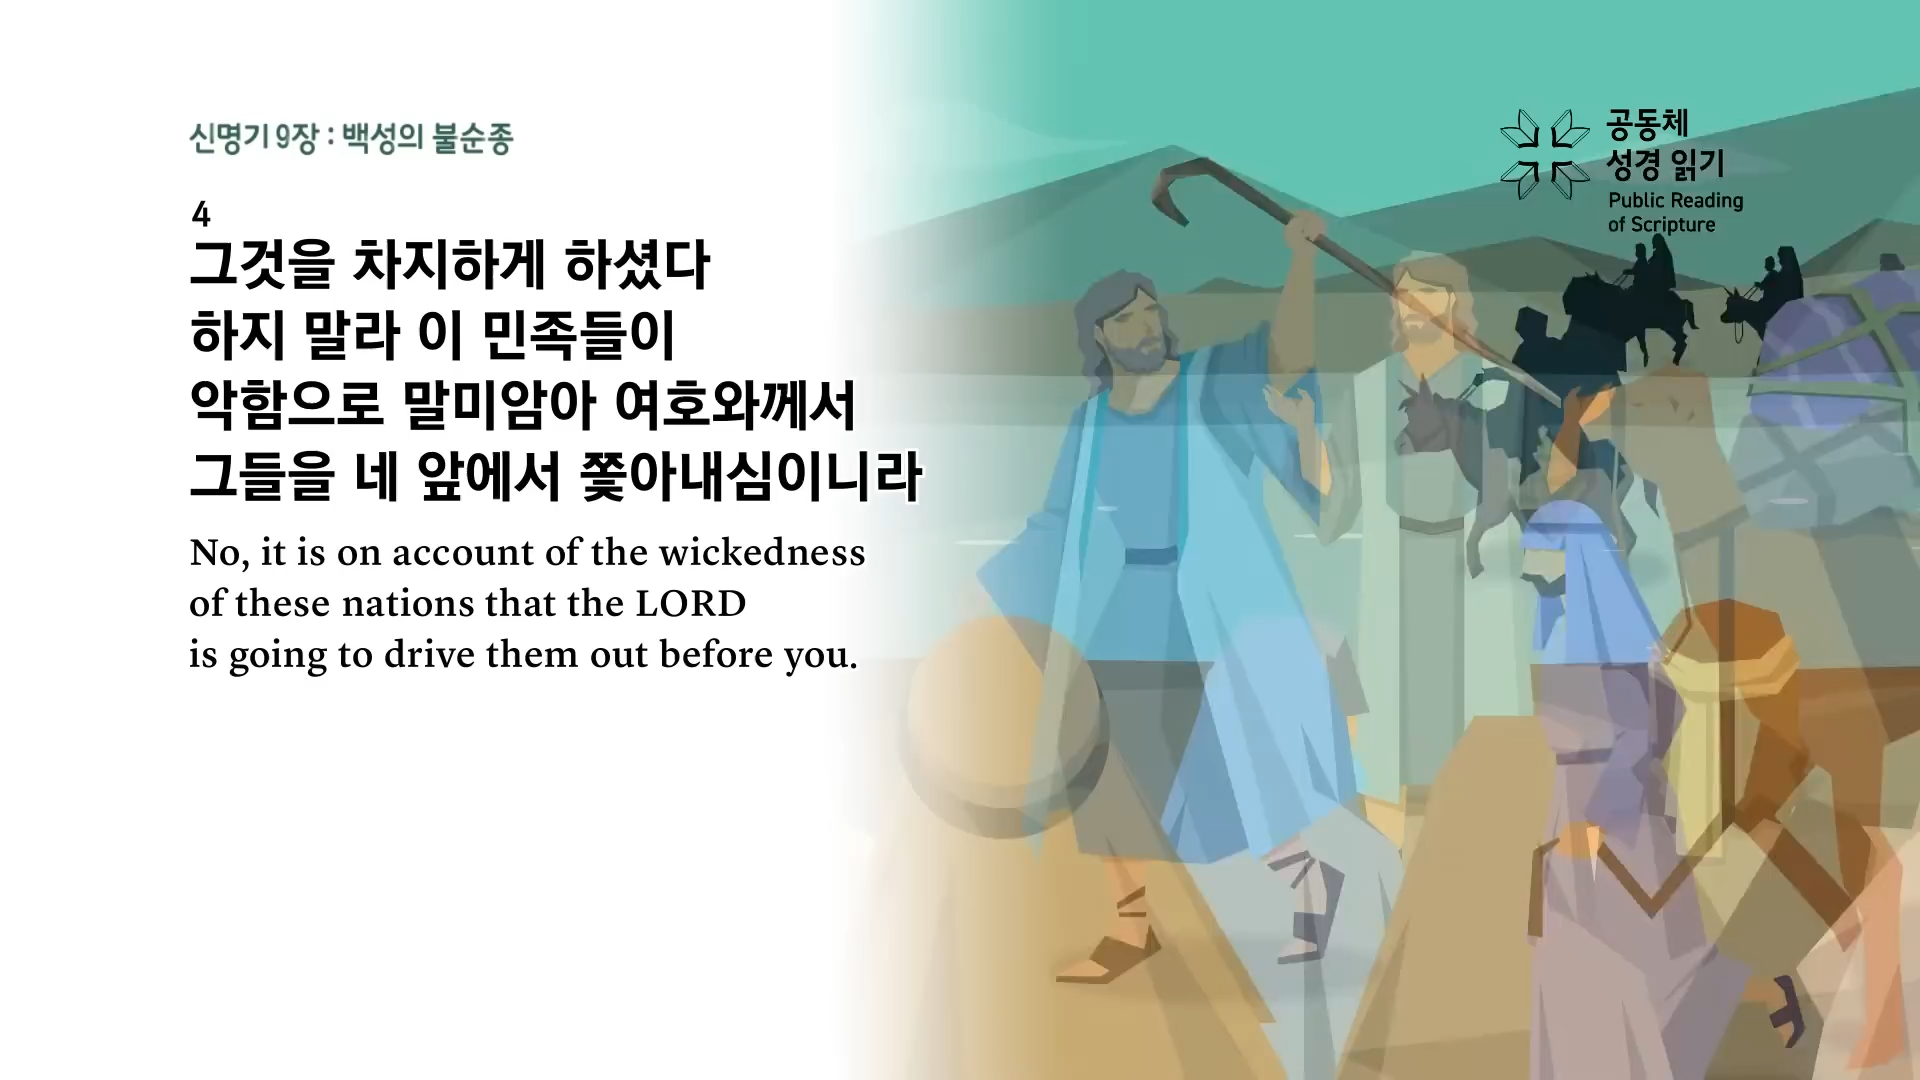 신명기 9장 : 백성의 불순종
4
그것을 차지하게 하셨다
하지 말라 이 민족들이
악함으로 말미암아 여호와께서
그들을 네 앞에서 쫓아내심이니라
No, it is on account of the wickedness
of these nations that the LORD
is going to drive them out before you.
공동체
성경 읽기
Public Reading
of Scripture